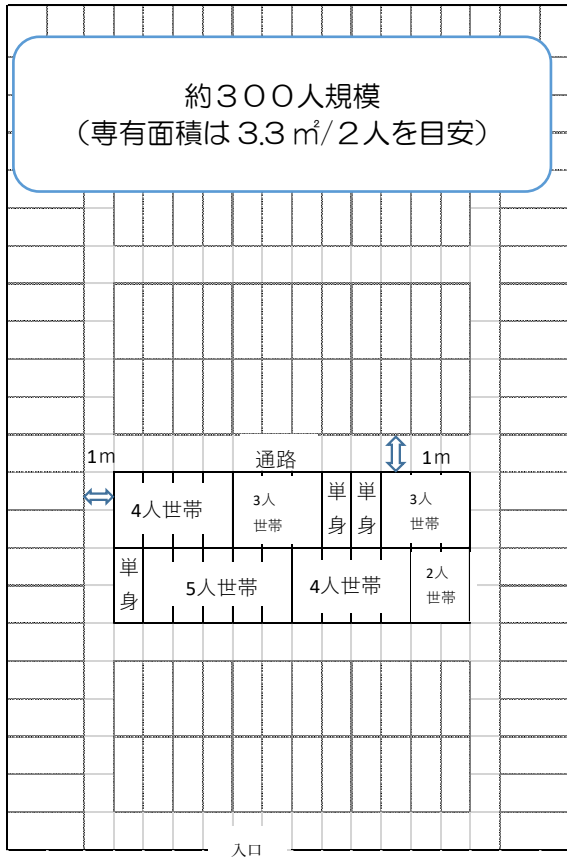 約３００人規模
（専有面積は 3.3 ㎡/２人を目安）
1m
通路
1m
4人世帯
3人
世帯
単
身
単
身
3人
世帯
単
身
5人世帯
4人世帯
2人
世帯
入口